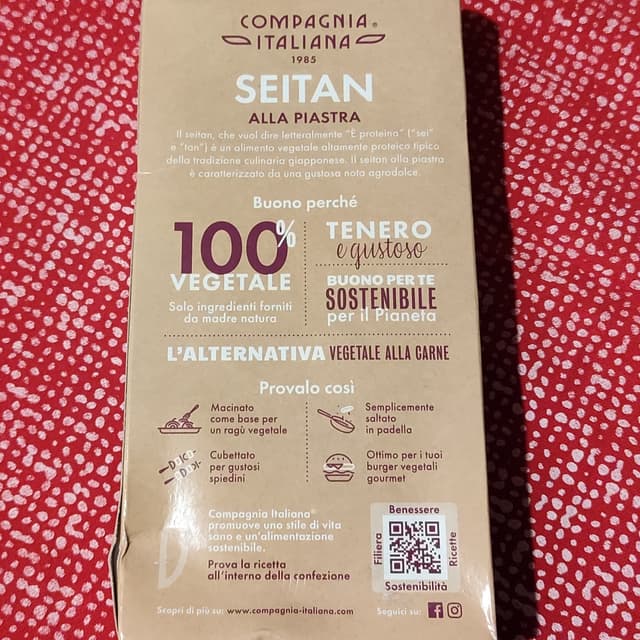 COMPAGNIA®
ITALIANA
1985
SEITAN
ALLA PIASTRA
Il seitan, che vuol dire letteralmente "È proteina" ("sei"
e "tan") è un alimento vegetale altamente proteico tipico
della tradizione culinaria giapponese. Il seitan alla piastra
è caratterizzato da una gustosa nota agrodolce.
Buono perché
100%
VEGETALE
Solo ingredienti forniti
da madre natura
TENERO
e gustoso
BUONO PER TE
SOSTENIBILE
per il Pianeta
L'ALTERNATIVA VEGETALE ALLA CARNE
Provalo così
Macinato
come base per
un ragù vegetale
Semplicemente
saltato
in padella
Cubettato
per gustosi
spiedini
Ottimo per i tuoi
burger vegetali
gourmet
Compagnia Italiana®
promuove uno stile di vita
sano e un'alimentazione
sostenibile.
Prova la ricetta
all'interno della confezione
Benessere
Filiera
Ricette
Sostenibilità
Scopri di più su: www.compagnia-italiana.com
Seguici su: